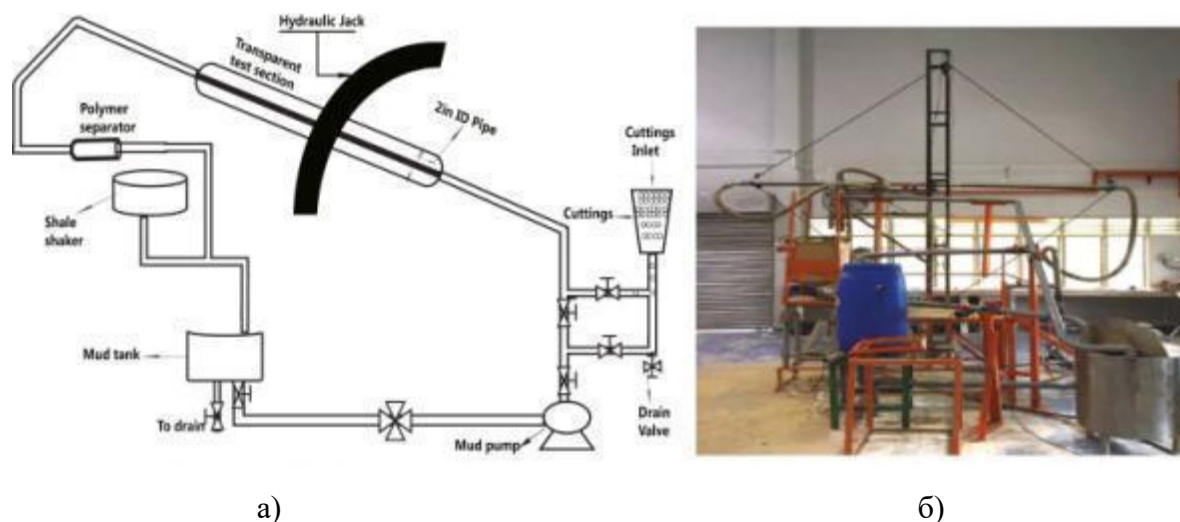 Hydraulic Jack
Transparent
test section
2in ID Pipe
Polymer
separator
Cuttings
Inlet
Cuttings
Shale
shaker
Mud tank
To drain
Mud pump
Drain
Valve
а)
б)